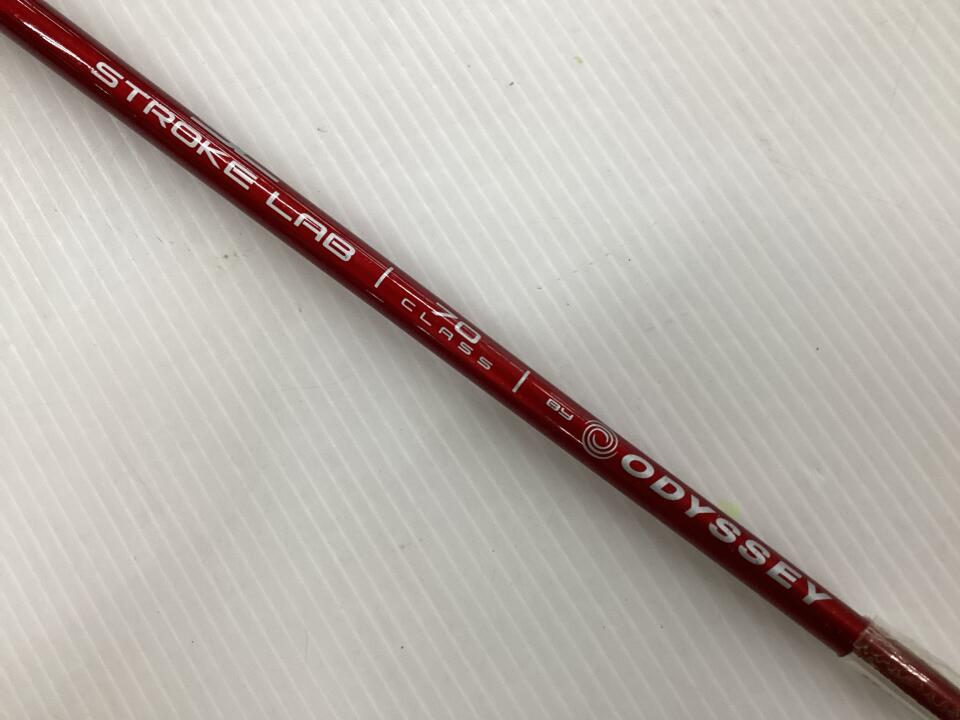 STROKE LAB
70
CLASS
BY ODYSSEY